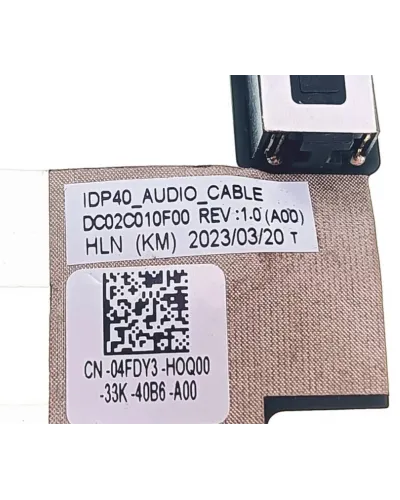 IDP40_AUDIO_CABLE
DC02C010F00 REV :1.0 (A00)
HLN (KM) 2023/03/20 T
CN -04FDY3 -HOQ00
-33K -40B6 -A00